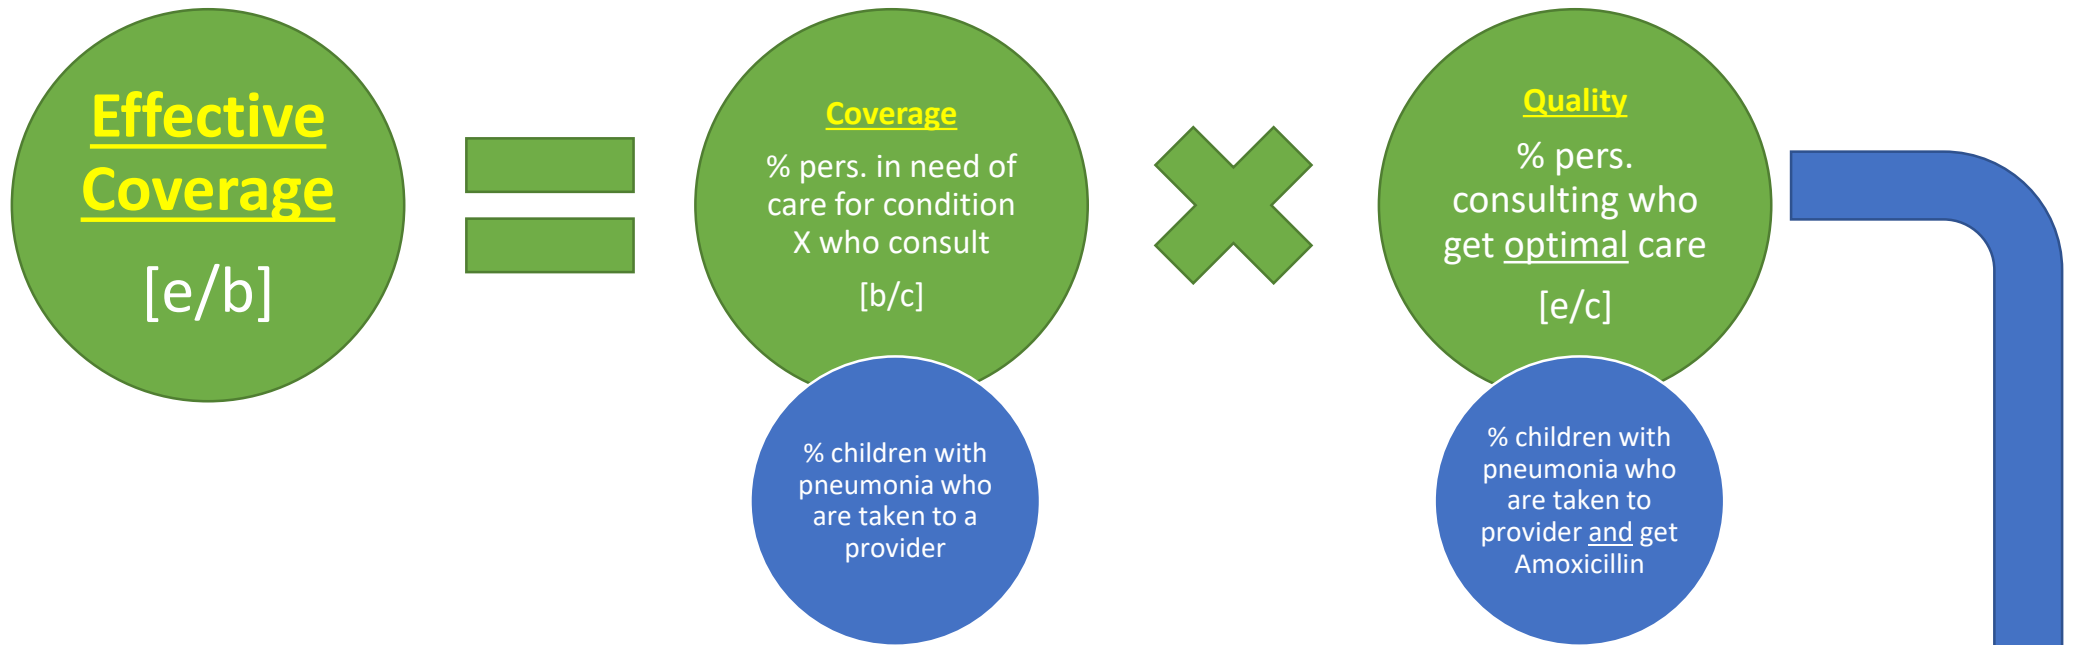 Effective
Coverage
[e/b]
Coverage
% pers. in need of
care for condition
X who consult
[b/c]
Quality
% pers.
consulting who
get optimal care
[e/c]
% children with
pneumonia who
are taken to a
provider
% children with
pneumonia who
are taken to
provider and get
Amoxicillin